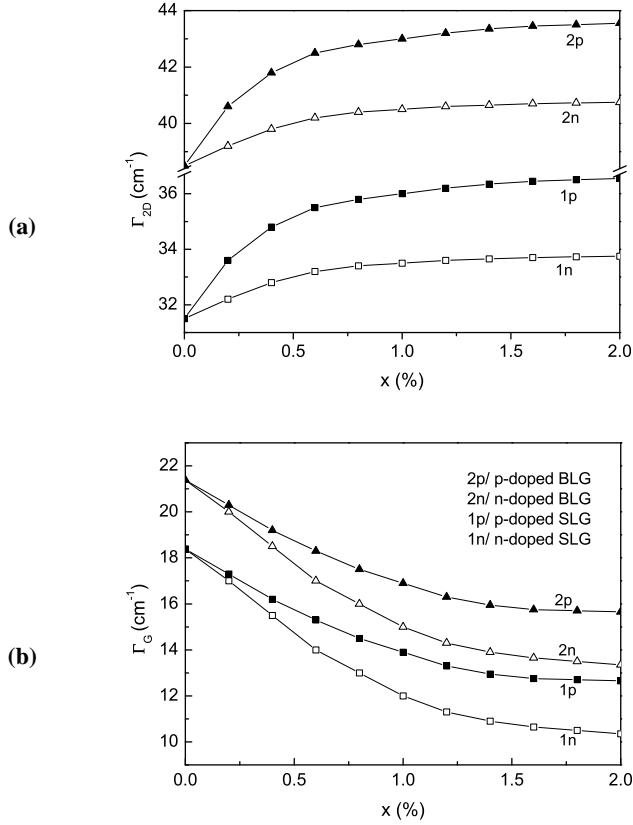 (a)
Γ2D (cm-1)
42
40
36
34
32
2p
2n
1p
1n
0.0 0.5 1.0 1.5 2.0
x (%)
(b)
ΓG (cm-1)
22
20
18
16
14
12
10
2p/ p-doped BLG
2n/ n-doped BLG
1p/ p-doped SLG
1n/ n-doped SLG
2p
2n
1p
1n
0.0 0.5 1.0 1.5 2.0
x (%)